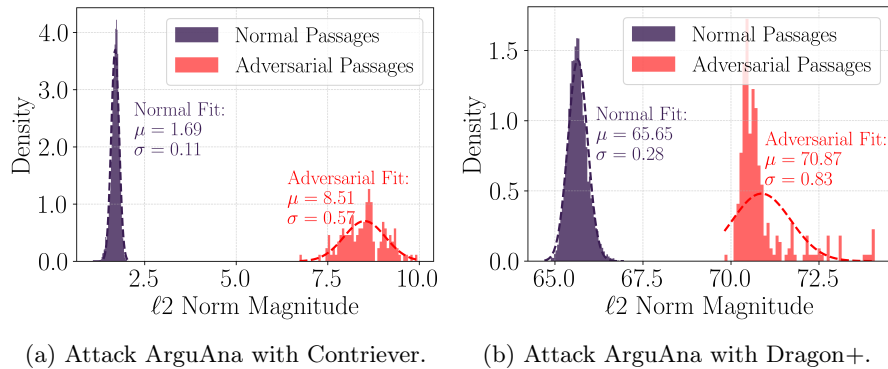 Density
4.0
3.0
2.0
1.0
0.0
Normal Passages
Adversarial Passages
Normal Fit:
μ = 1.69
σ = 0.11
Adversarial Fit:
μ = 8.51
σ = 0.57
2.5 5.0 7.5 10.0
ℓ2 Norm Magnitude
(a) Attack ArguAna with Contriever.
Density
1.5
1.0
0.5
0.0
Normal Passages
Adversarial Passages
Normal Fit:
μ = 65.65
σ = 0.28
Adversarial Fit:
μ = 70.87
σ = 0.83
65.0 67.5 70.0 72.5
ℓ2 Norm Magnitude
(b) Attack ArguAna with Dragon+.